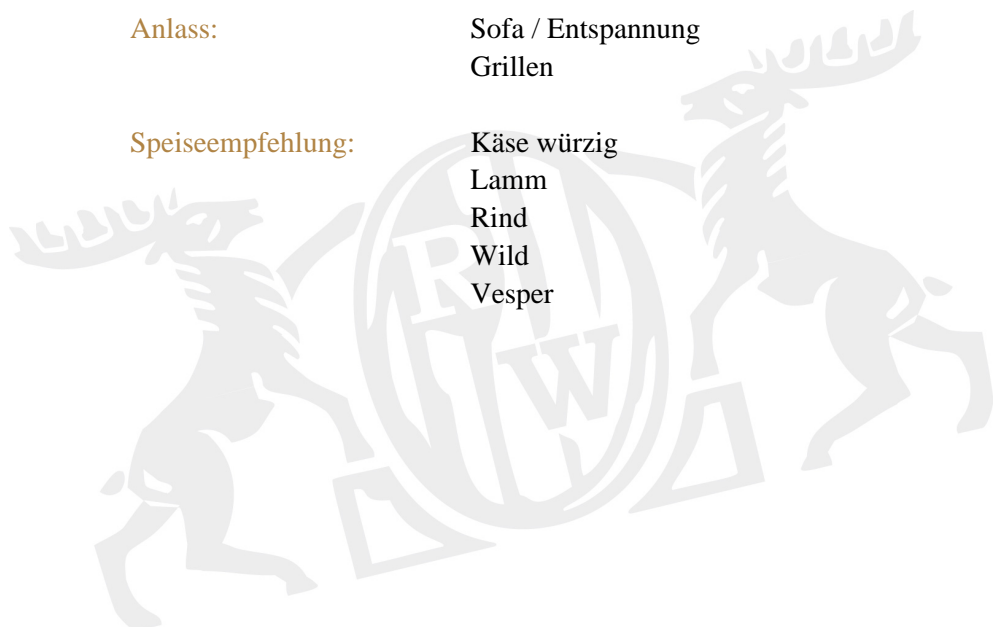 Anlass: Sofa / Entspannung
Grillen
Speiseempfehlung: Käse würzig
Lamm
Rind
Wild
Vesper
R
W